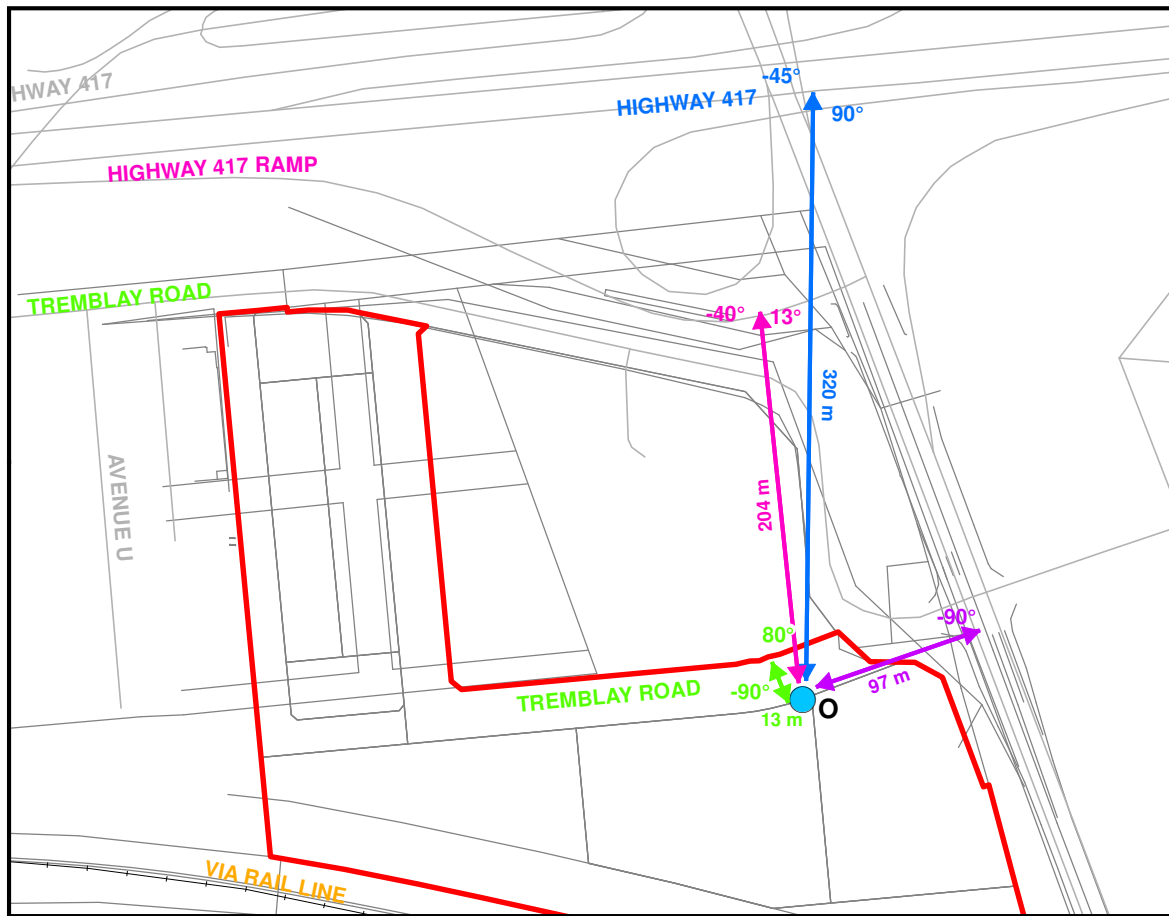 HWAY 417
-45°
HIGHWAY 417
90°
HIGHWAY 417 RAMP
TREMBLAY ROAD
-40°
13°
320 m
AVENUE U
204 m
80°
-90°
TREMBLAY ROAD
-90°
97 m
13 m
O
VIA RAIL LINE